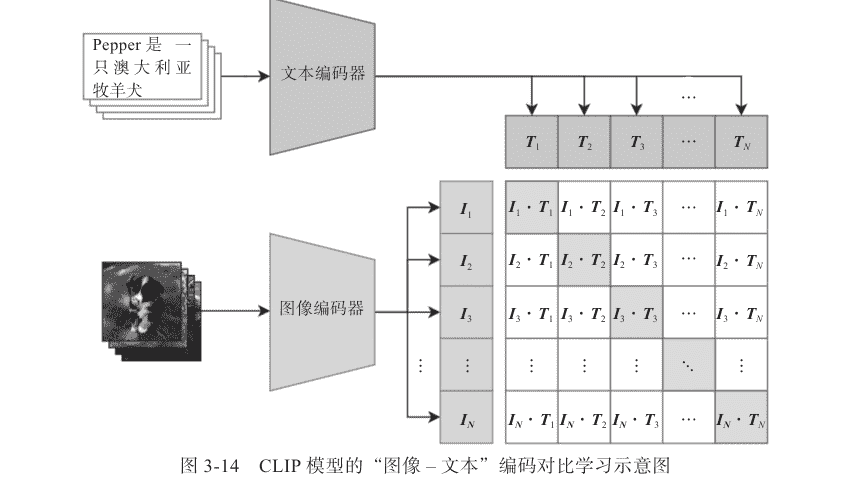 Pepper 是 一
只澳大利亚
牧羊犬
文本编码器
…
T1 T2 T3 … TN
I1 I1·T1 I1·T2 I1·T3 … I1·TN
I2 I2·T1 I2·T2 I2·T3 … I2·TN
图像编码器
I3 I3·T1 I3·T2 I3·T3 … I3·TN
⋮ ⋮ ⋮ ⋮ ⋮ ⋱ ⋮
IN IN·T1 IN·T2 IN·T3 … IN·TN
图 3-14 CLIP 模型的“图像 – 文本”编码对比学习示意图